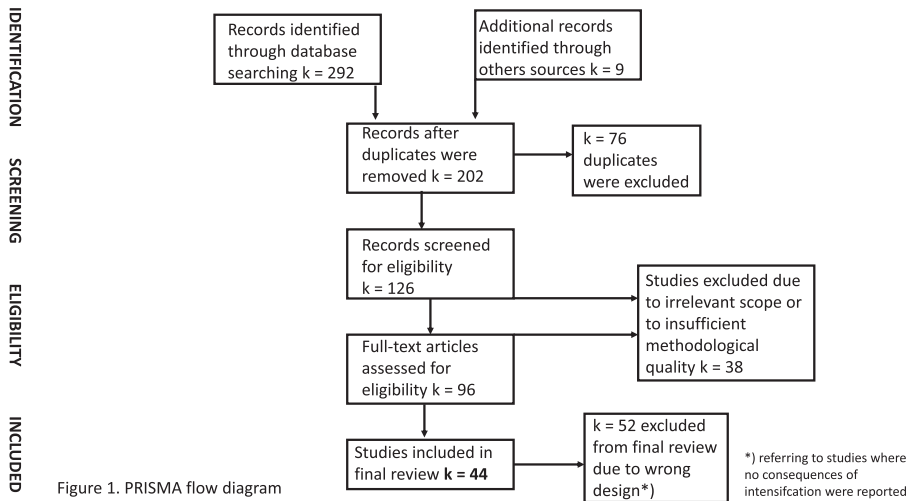 IDENTIFICATION
Records identified
through database
searching k = 292
Additional records
identified through
others sources k = 9
Records after
duplicates were
removed k = 202
k = 76
duplicates
were excluded
SCREENING
Records screened
for eligibility
k = 126
Studies excluded due
to irrelevant scope or
to insufficient
methodological
quality k = 38
ELIGIBILITY
Full-text articles
assessed for
eligibility k = 96
INCLUDED
Studies included in
final review k = 44
k = 52 excluded
from final review
due to wrong
design*)
*) referring to studies where
no consequences of
intensifcation were reported
Figure 1. PRISMA flow diagram